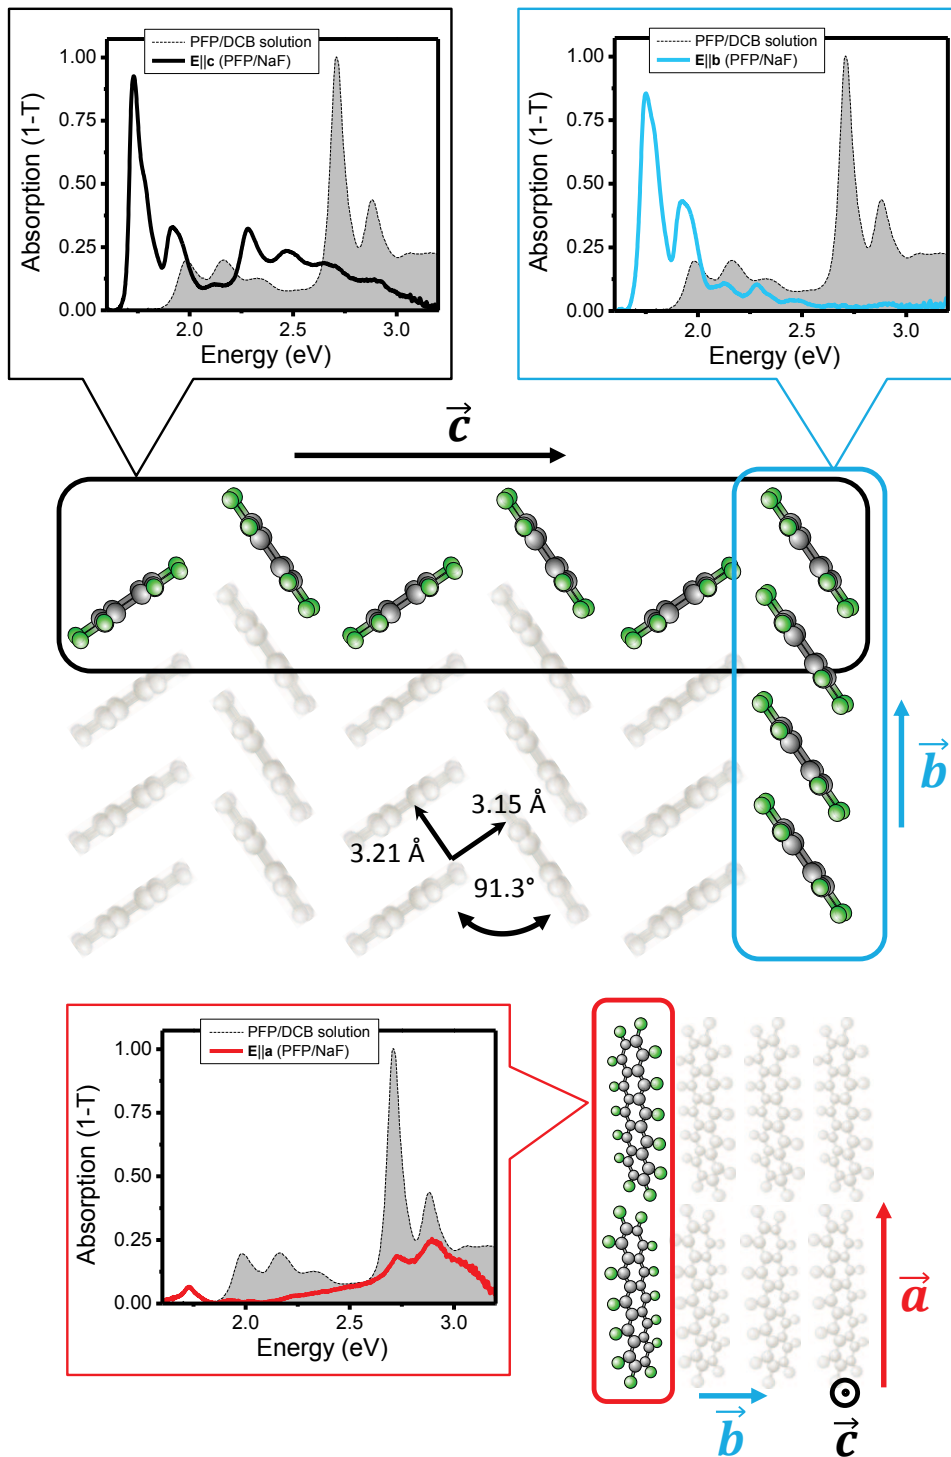 PFP/DCB solution
E||c (PFP/NaF)
Absorption (1-T)
1.00
0.75
0.50
0.25
0.00
2.0 2.5 3.0
Energy (eV)
PFP/DCB solution
E||b (PFP/NaF)
Absorption (1-T)
1.00
0.75
0.50
0.25
0.00
2.0 2.5 3.0
Energy (eV)
c
b
3.15 Å
3.21 Å
91.3°
PFP/DCB solution
E||a (PFP/NaF)
Absorption (1-T)
1.00
0.75
0.50
0.25
0.00
2.0 2.5 3.0
Energy (eV)
a
b
c